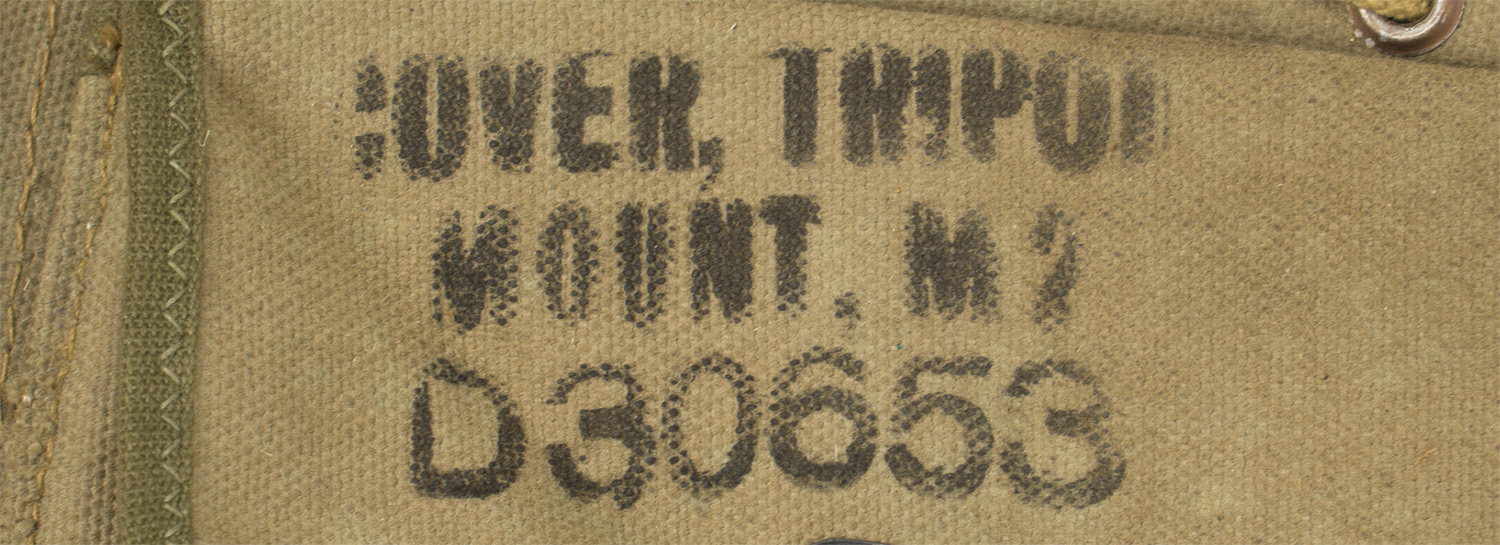 COVER, TRIPOD
MOUNT, M2
D30653